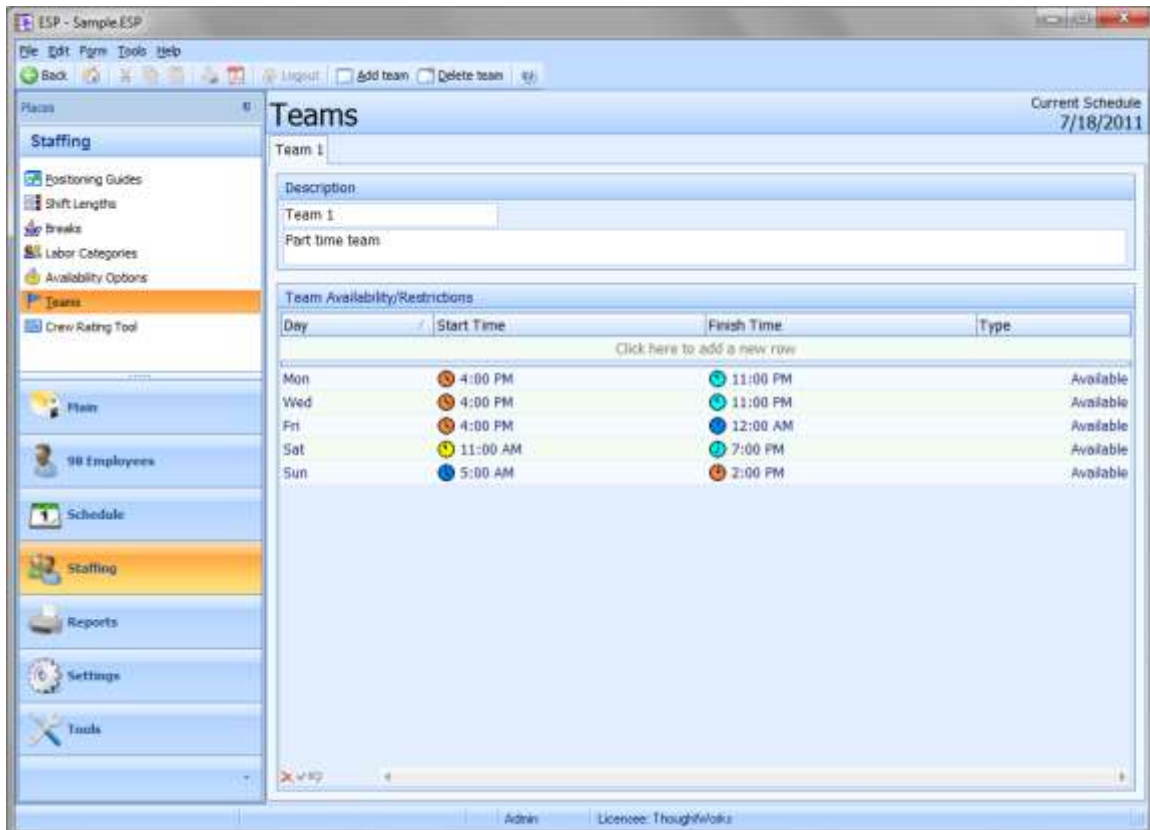 ESP - Sample.ESP
File Edit Form Tools Help
Back Logout Add team Delete team
Places
Staffing
Positioning Guides
Shift Lengths
Breaks
Labor Categories
Availability Options
Teams
Crew Rating Tool
Main
98 Employees
Schedule
Staffing
Reports
Settings
Tools
Teams
Current Schedule
7/18/2011
Team 1
Description
Team 1
Part time team
Team Availability/Restrictions
Day Start Time Finish Time Type
Click here to add a new row
Mon 4:00 PM 11:00 PM Available
Wed 4:00 PM 11:00 PM Available
Fri 4:00 PM 12:00 AM Available
Sat 11:00 AM 7:00 PM Available
Sun 5:00 AM 2:00 PM Available
Admin Licencee: ThoughtWorks